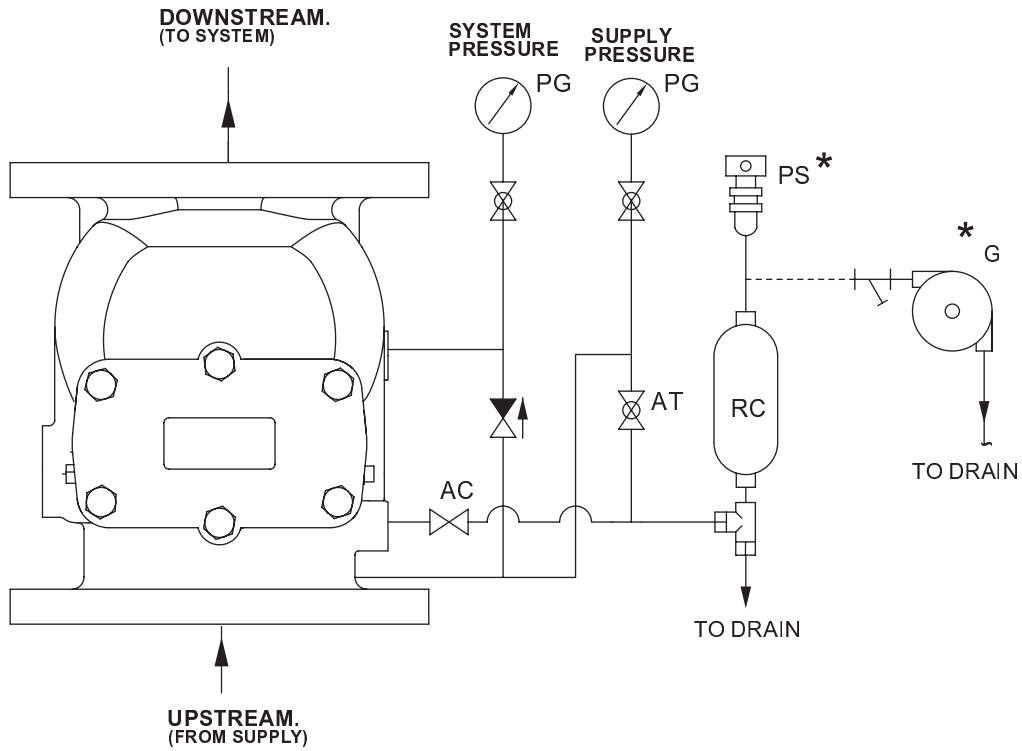 DOWNSTREAM.
(TO SYSTEM)
SYSTEM
PRESSURE
PG
SUPPLY
PRESSURE
PG
PS *
* G
AT
RC
AC
TO DRAIN
TO DRAIN
UPSTREAM.
(FROM SUPPLY)